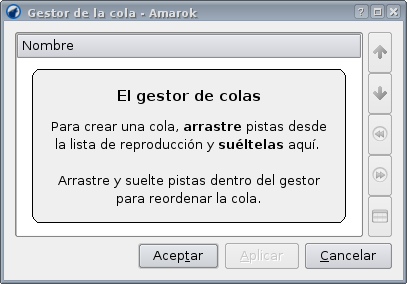 Gestor de la cola - Amarok
Nombre
El gestor de colas
Para crear una cola, arrastre pistas desde
la lista de reproducción y suéltelas aquí.
Arrastre y suelte pistas dentro del gestor
para reordenar la cola.
Aceptar
Aplicar
Cancelar